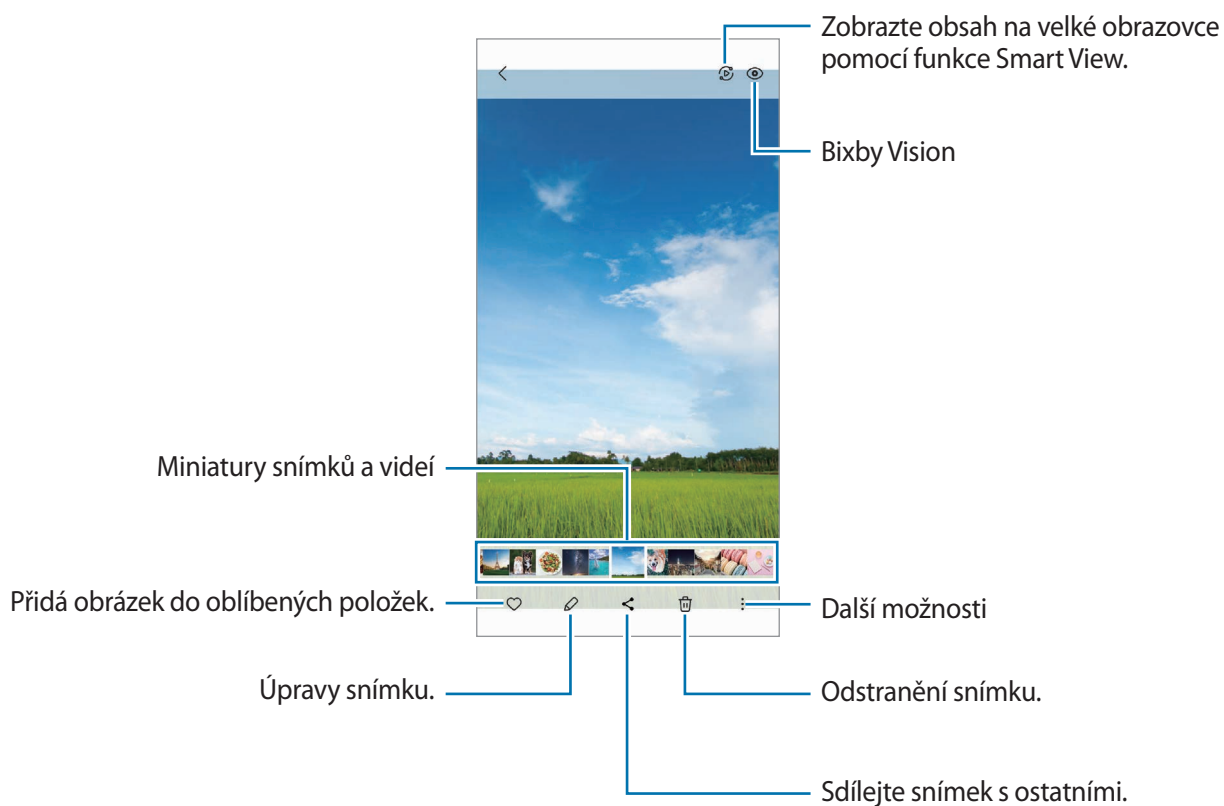 Zobrazte obsah na velké obrazovce
pomocí funkce Smart View.
Bixby Vision
Miniatury snímků a videí
Přidá obrázek do oblíbených položek.
Další možnosti
Úpravy snímku.
Odstranění snímku.
Sdílejte snímek s ostatními.